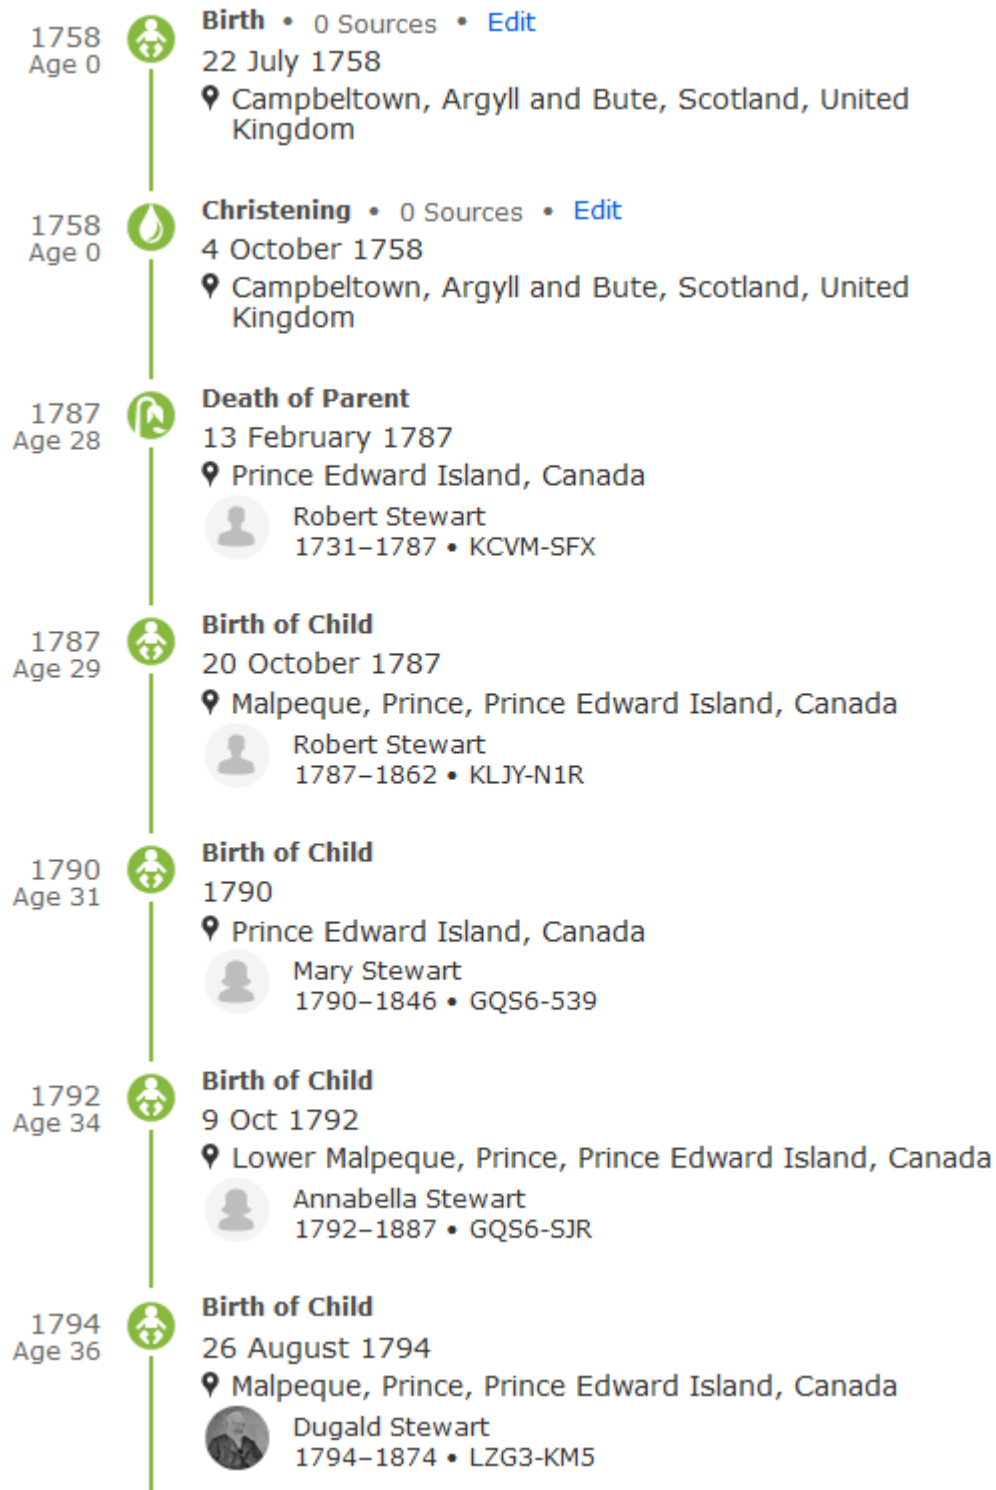 1758
Age 0
Birth • 0 Sources • Edit
22 July 1758
Campbeltown, Argyll and Bute, Scotland, United
Kingdom
1758
Age 0
Christening • 0 Sources • Edit
4 October 1758
Campbeltown, Argyll and Bute, Scotland, United
Kingdom
1787
Age 28
Death of Parent
13 February 1787
Prince Edward Island, Canada
Robert Stewart
1731–1787 • KCVM-SFX
1787
Age 29
Birth of Child
20 October 1787
Malpeque, Prince, Prince Edward Island, Canada
Robert Stewart
1787–1862 • KLJY-N1R
1790
Age 31
Birth of Child
1790
Prince Edward Island, Canada
Mary Stewart
1790–1846 • GQS6-539
1792
Age 34
Birth of Child
9 Oct 1792
Lower Malpeque, Prince, Prince Edward Island, Canada
Annabella Stewart
1792–1887 • GQS6-SJR
1794
Age 36
Birth of Child
26 August 1794
Malpeque, Prince, Prince Edward Island, Canada
Dugald Stewart
1794–1874 • LZG3-KM5